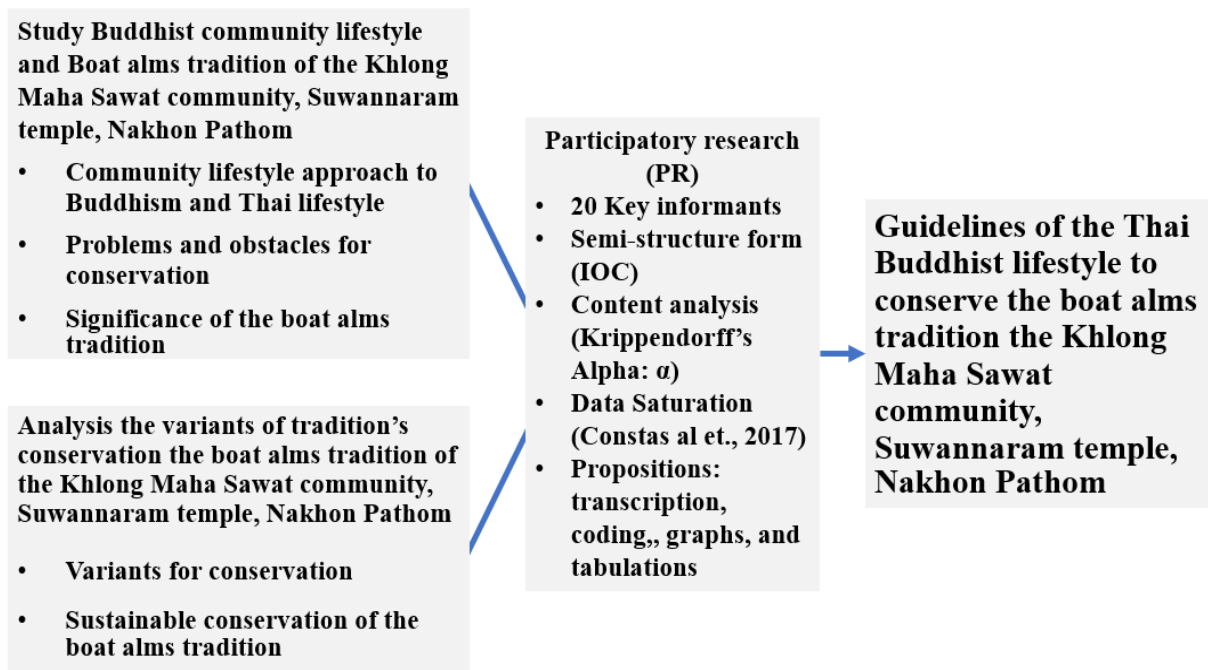 Study Buddhist community lifestyle
and Boat alms tradition of the Khlong
Maha Sawat community, Suwannaram
temple, Nakhon Pathom
• Community lifestyle approach to
Buddhism and Thai lifestyle
• Problems and obstacles for
conservation
• Significance of the boat alms
tradition
Analysis the variants of tradition’s
conservation the boat alms tradition of
the Khlong Maha Sawat community,
Suwannaram temple, Nakhon Pathom
• Variants for conservation
• Sustainable conservation of the
boat alms tradition
Participatory research
(PR)
• 20 Key informants
• Semi-structure form
(IOC)
• Content analysis
(Krippendorff’s
Alpha: α)
• Data Saturation
(Constas al et., 2017)
• Propositions:
transcription,
coding,, graphs, and
tabulations
Guidelines of the Thai
Buddhist lifestyle to
conserve the boat alms
tradition the Khlong
Maha Sawat
community,
Suwannaram temple,
Nakhon Pathom